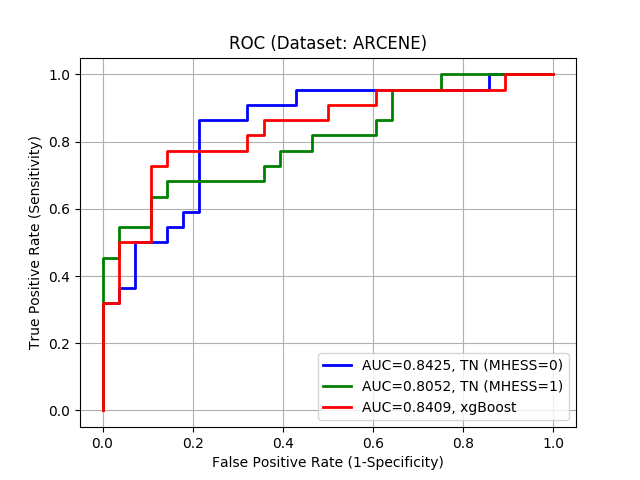 ROC (Dataset: ARCENE)
True Positive Rate (Sensitivity)
1.0
0.8
0.6
0.4
0.2
0.0
AUC=0.8425, TN (MHESS=0)
AUC=0.8052, TN (MHESS=1)
AUC=0.8409, xgBoost
0.0 0.2 0.4 0.6 0.8 1.0
False Positive Rate (1-Specificity)